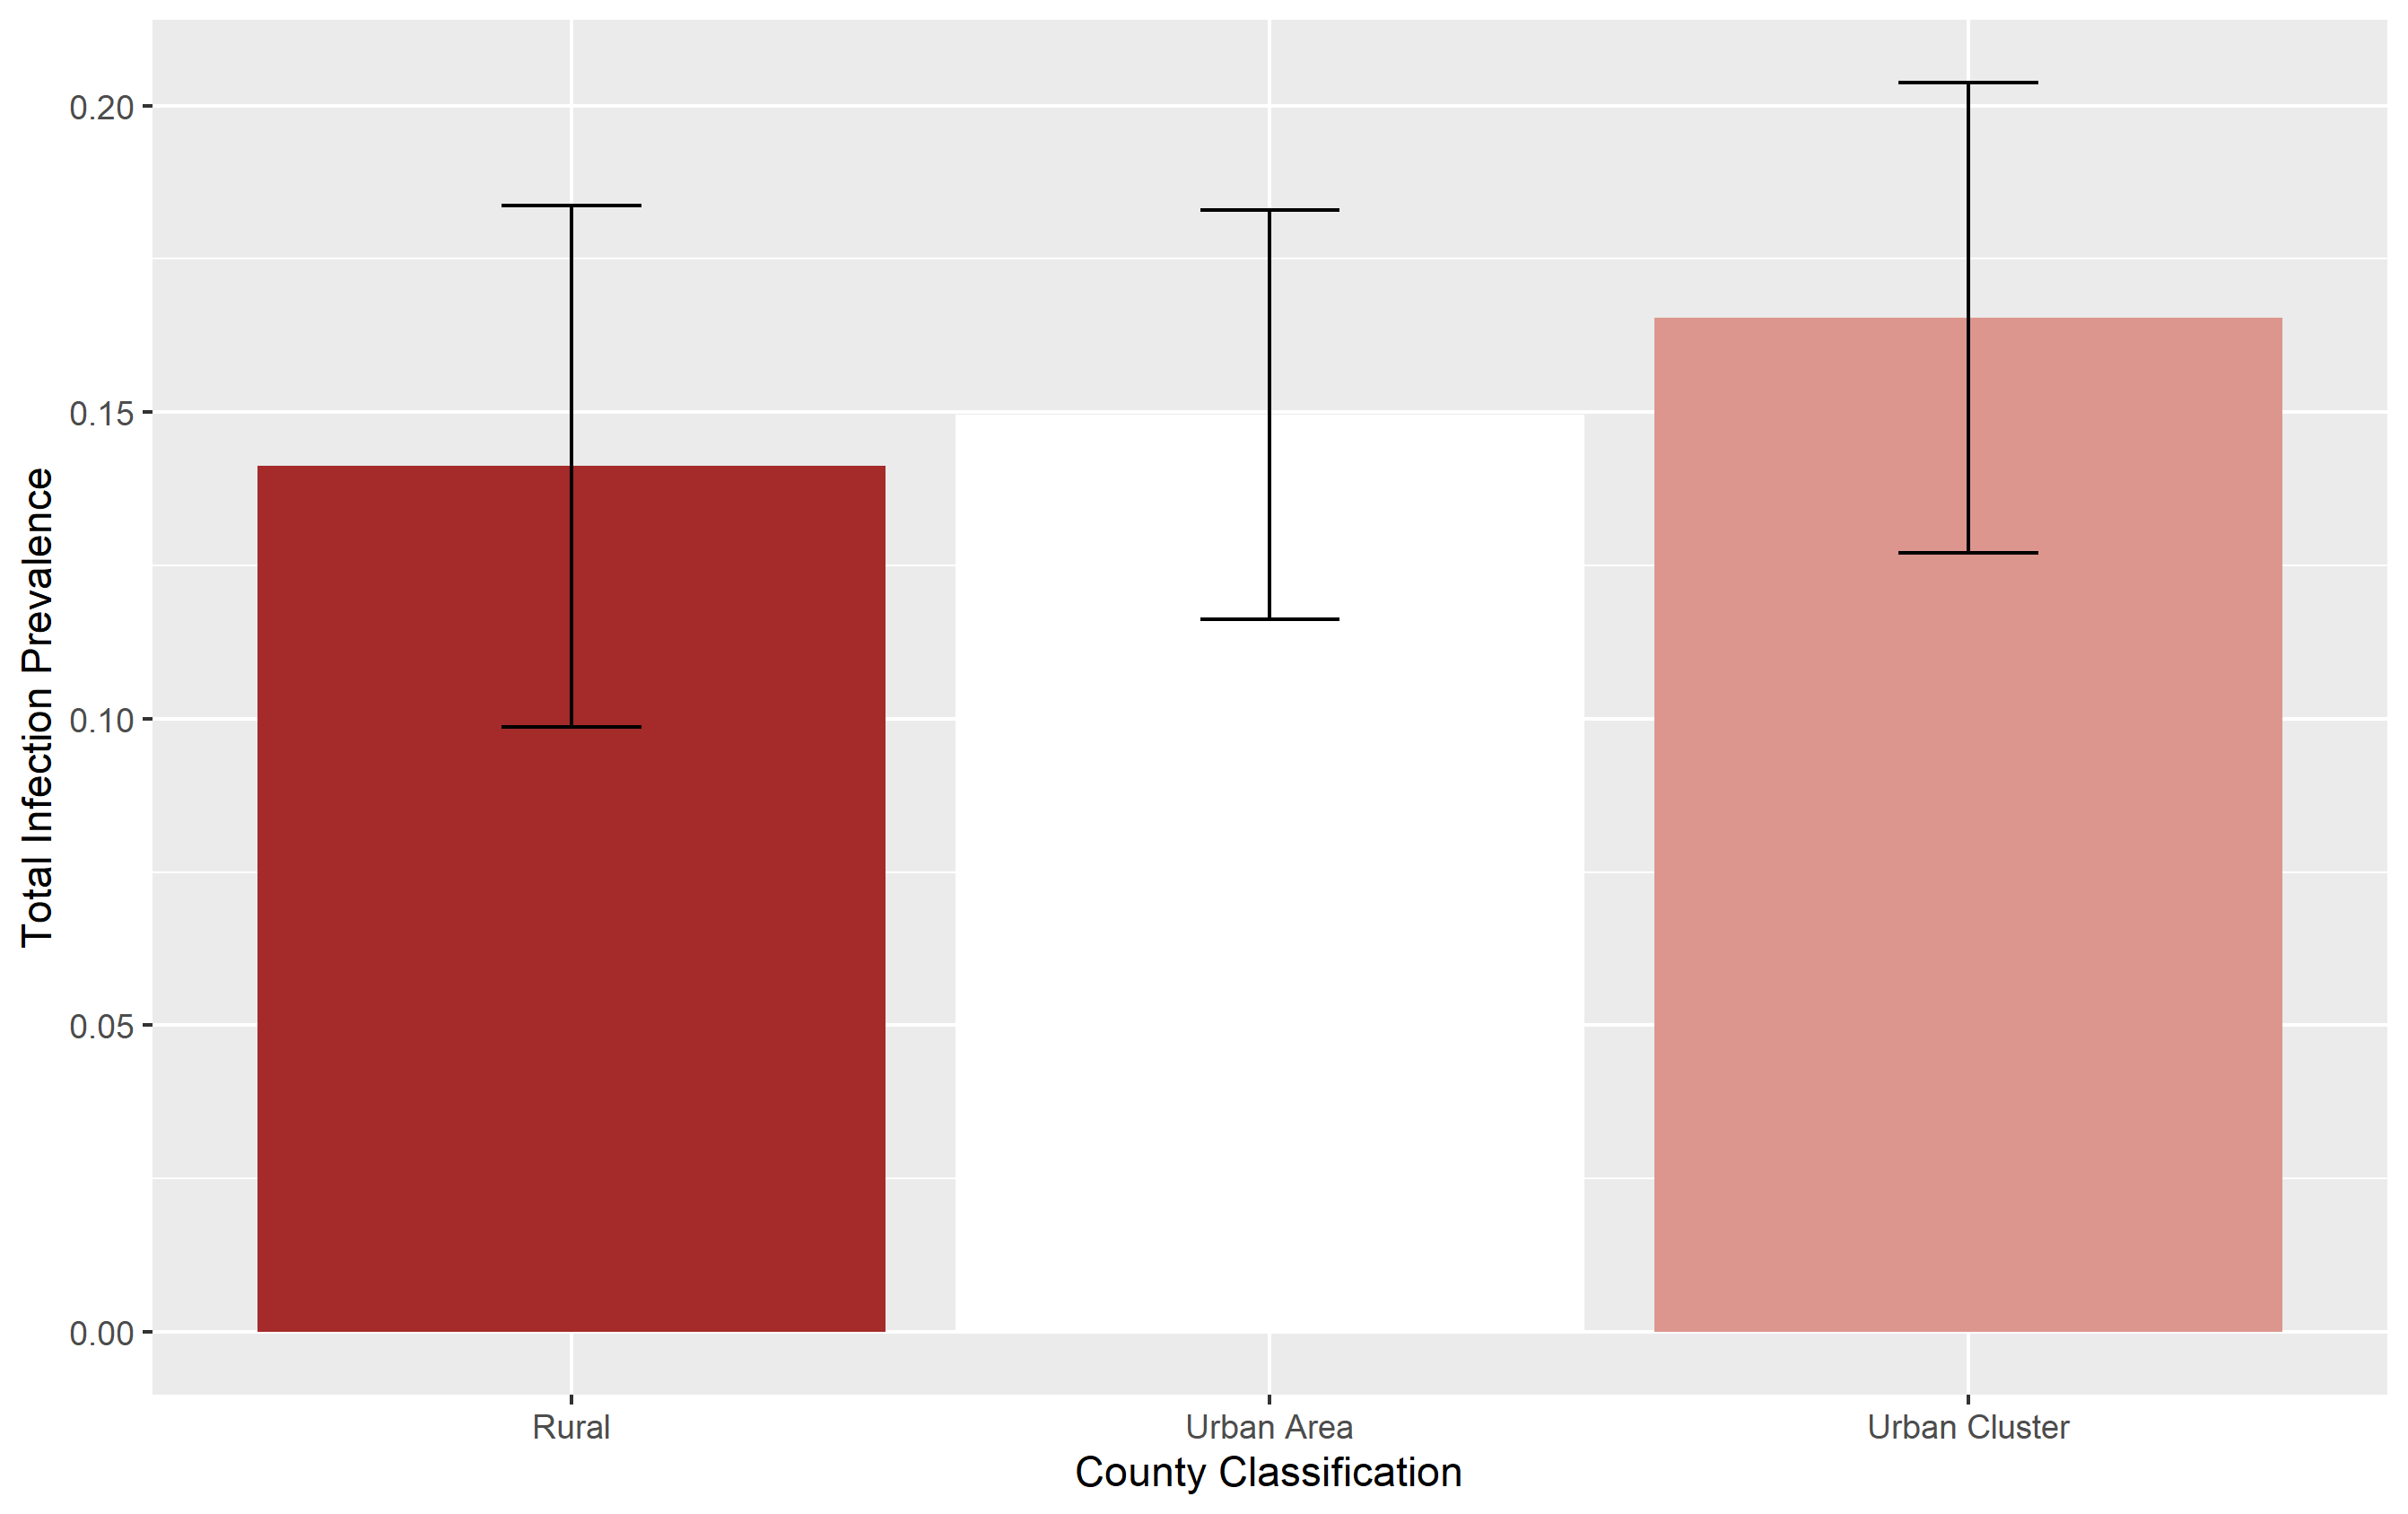 Total Infection Prevalence
0.20
0.15
0.10
0.05
0.00
Rural
Urban Area
Urban Cluster
County Classification